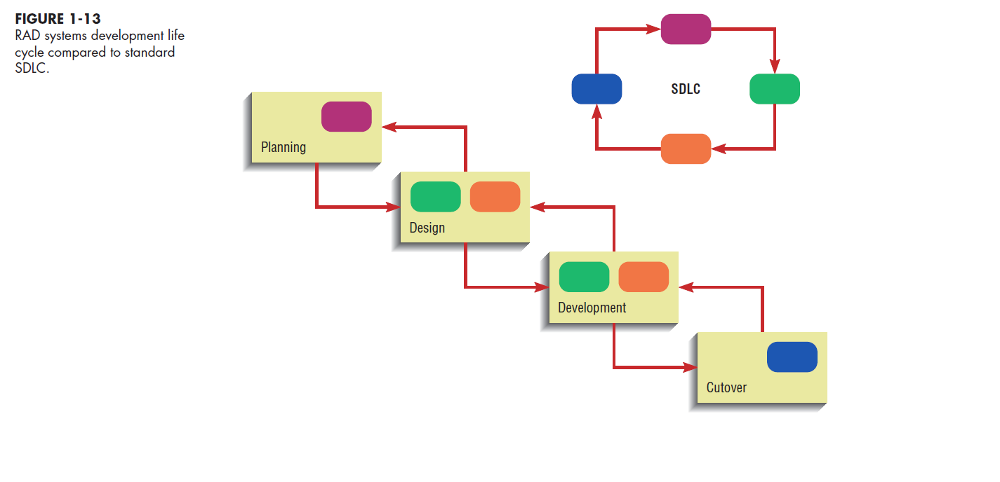 FIGURE 1-13
RAD systems development life
cycle compared to standard
SDLC.
SDLC
Planning
Design
Development
Cutover